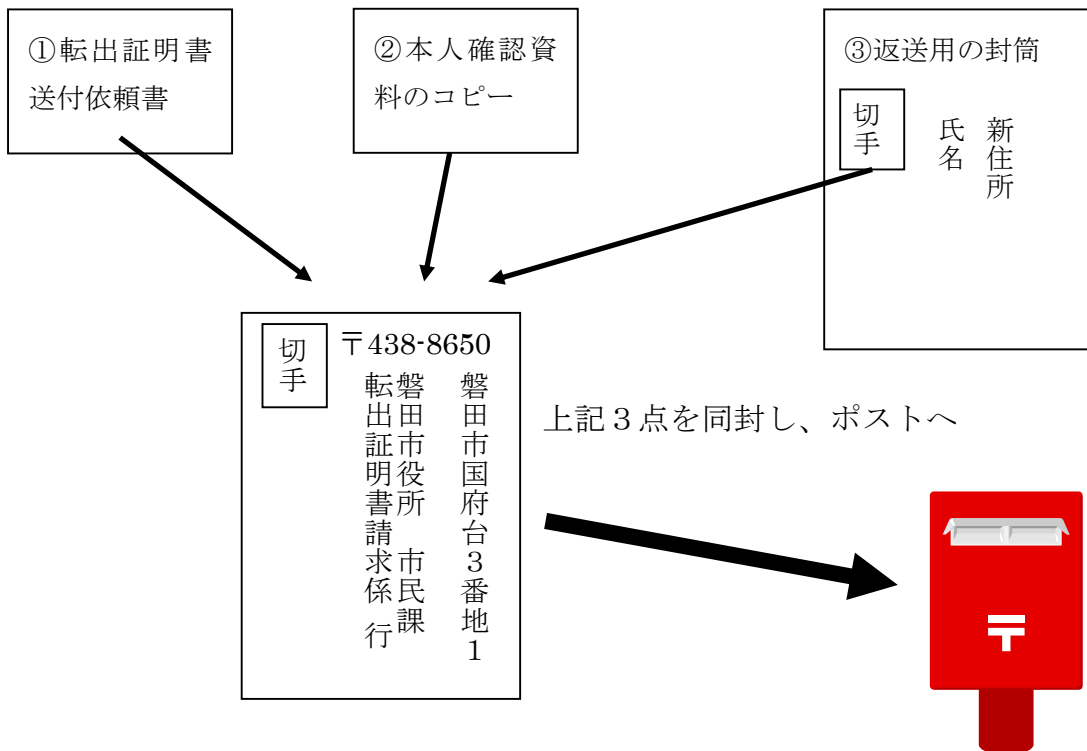 ①転出証明書
送付依頼書
②本人確認資
料のコピー
③返送用の封筒
切手
新住所
氏名
切手
〒438-8650
磐田市国府台3番地1
磐田市役所 市民課
転出証明書請求係 行
上記３点を同封し、ポストへ
〒